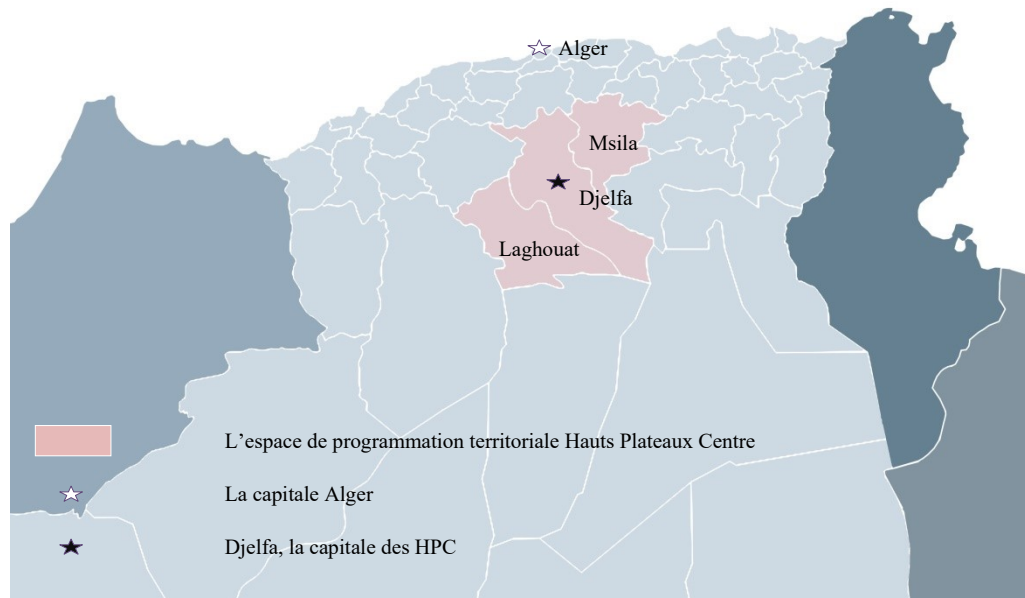 Alger
Msila
Djelfa
Laghouat
L’espace de programmation territoriale Hauts Plateaux Centre
La capitale Alger
Djelfa, la capitale des HPC